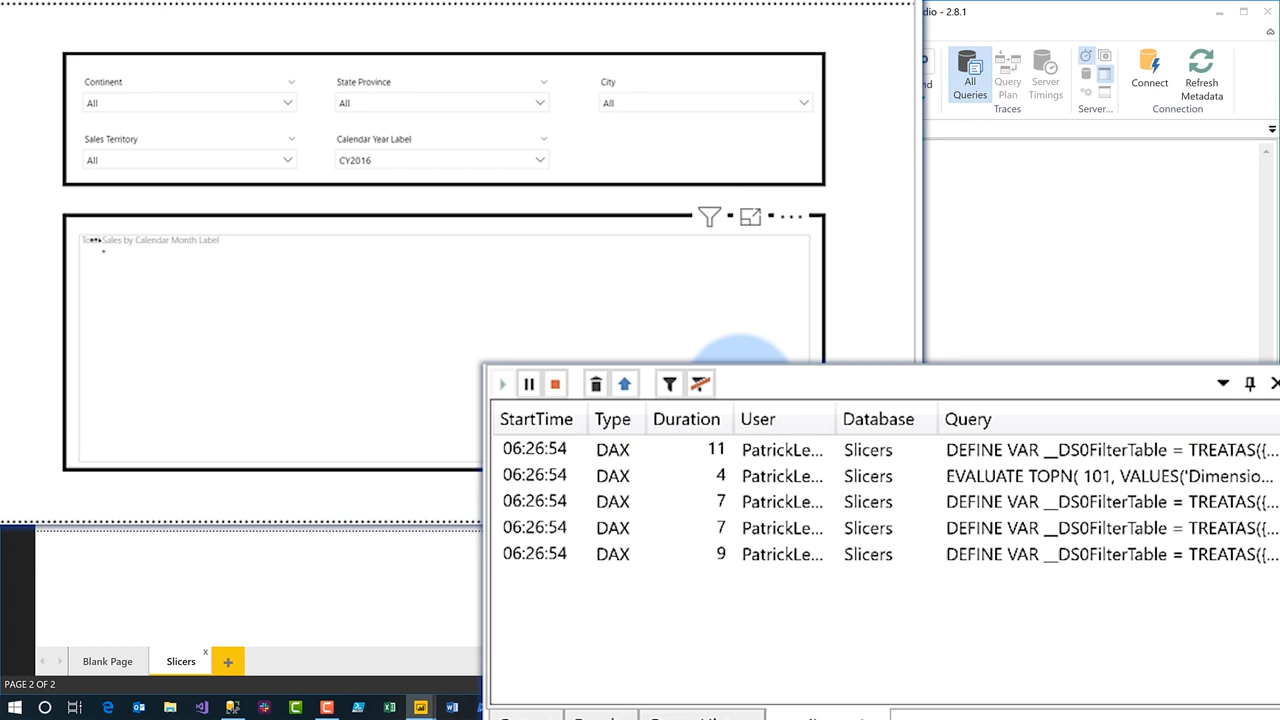 dio - 2.8.1
Continent
State Province
City
All
All
All
Sales Territory
Calendar Year Label
All
CY2016
All Queries
Query Plan
Server Timings
Traces
Server...
Connect
Refresh Metadata
Connection
Sales by Calendar Month Label
StartTime Type Duration User Database Query
06:26:54 DAX 11 PatrickLe... Slicers DEFINE VAR __DS0FilterTable = TREATAS({...
06:26:54 DAX 4 PatrickLe... Slicers EVALUATE TOPN( 101, VALUES('Dimensio...
06:26:54 DAX 7 PatrickLe... Slicers DEFINE VAR __DS0FilterTable = TREATAS({...
06:26:54 DAX 7 PatrickLe... Slicers DEFINE VAR __DS0FilterTable = TREATAS({...
06:26:54 DAX 9 PatrickLe... Slicers DEFINE VAR __DS0FilterTable = TREATAS({...
Blank Page
Slicers x
PAGE 2 OF 2